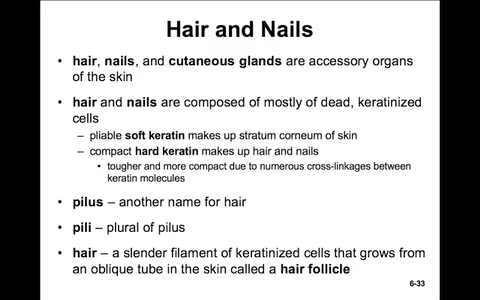 Hair and Nails
• hair, nails, and cutaneous glands are accessory organs
of the skin
• hair and nails are composed of mostly of dead, keratinized
cells
– pliable soft keratin makes up stratum corneum of skin
– compact hard keratin makes up hair and nails
• tougher and more compact due to numerous cross-linkages between
keratin molecules
• pilus – another name for hair
• pili – plural of pilus
• hair – a slender filament of keratinized cells that grows from
an oblique tube in the skin called a hair follicle
6-33